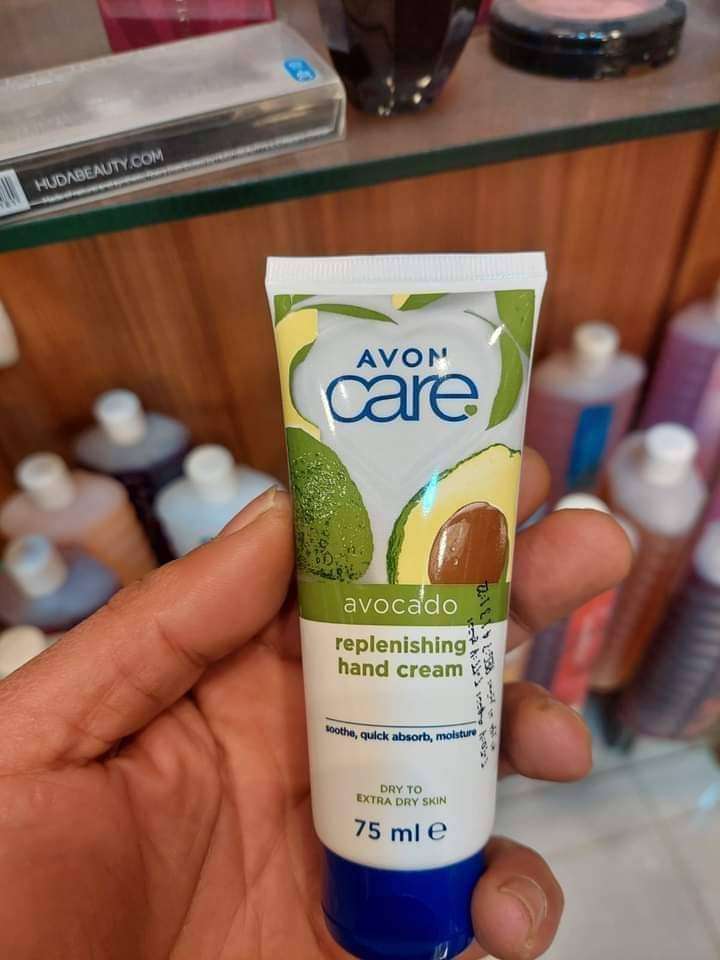 HUDABEAUTY.COM
AVON
care
avocado
replenishing
hand cream
soothe, quick absorb, moisture
DRY TO
EXTRA DRY SKIN
75 ml e